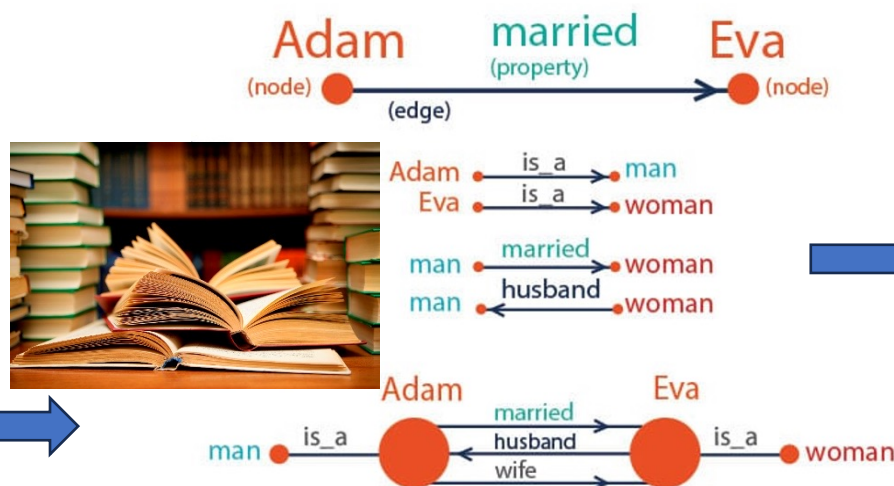 Adam married Eva
(property)
(node) (node)
(edge)
Adam is_a man
Eva is_a woman
man married woman
man husband woman
Adam Eva
married
man is_a husband is_a woman
wife